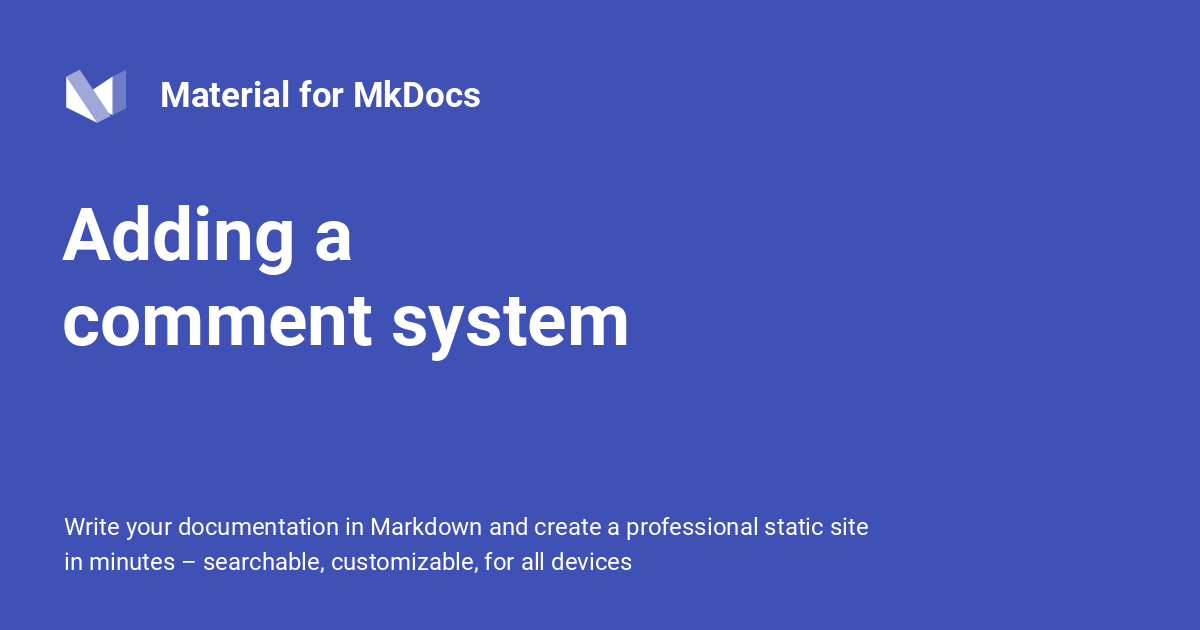 Material for MkDocs
Adding a
comment system
Write your documentation in Markdown and create a professional static site
in minutes – searchable, customizable, for all devices